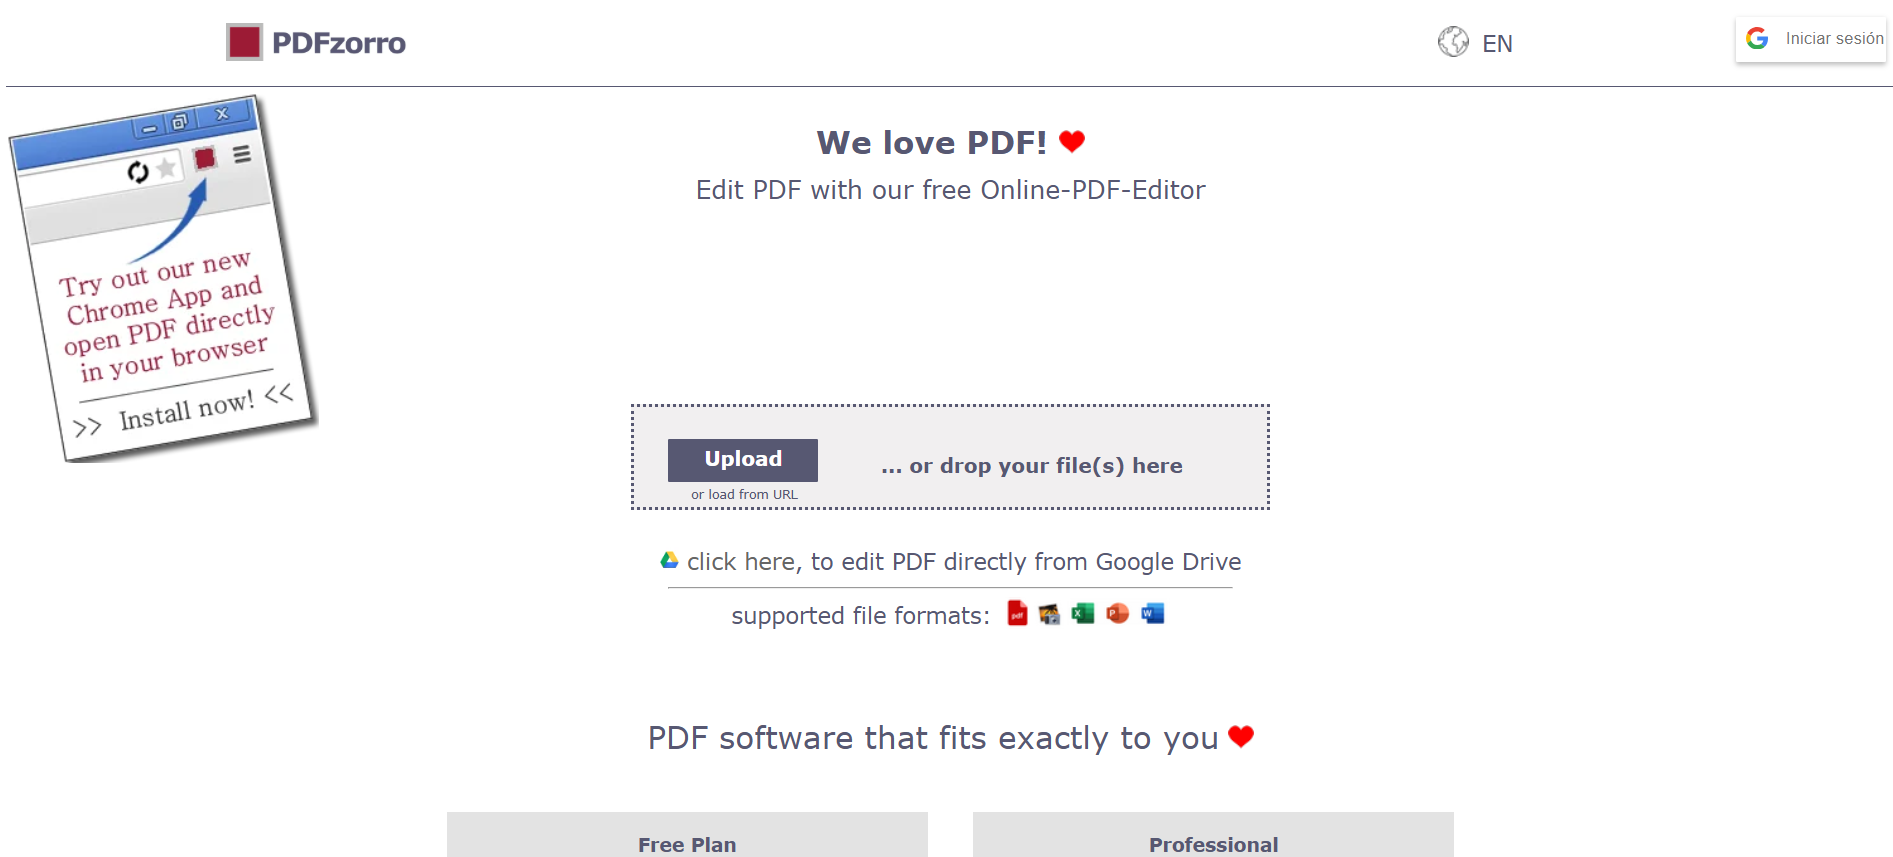 PDFzorro
EN
Iniciar sesión
Try out our new
Chrome App and
open PDF directly
in your browser
>> Install now! <<
We love PDF!
Edit PDF with our free Online-PDF-Editor
Upload
or load from URL
... or drop your file(s) here
click here, to edit PDF directly from Google Drive
supported file formats:
PDF software that fits exactly to you
Free Plan
Professional